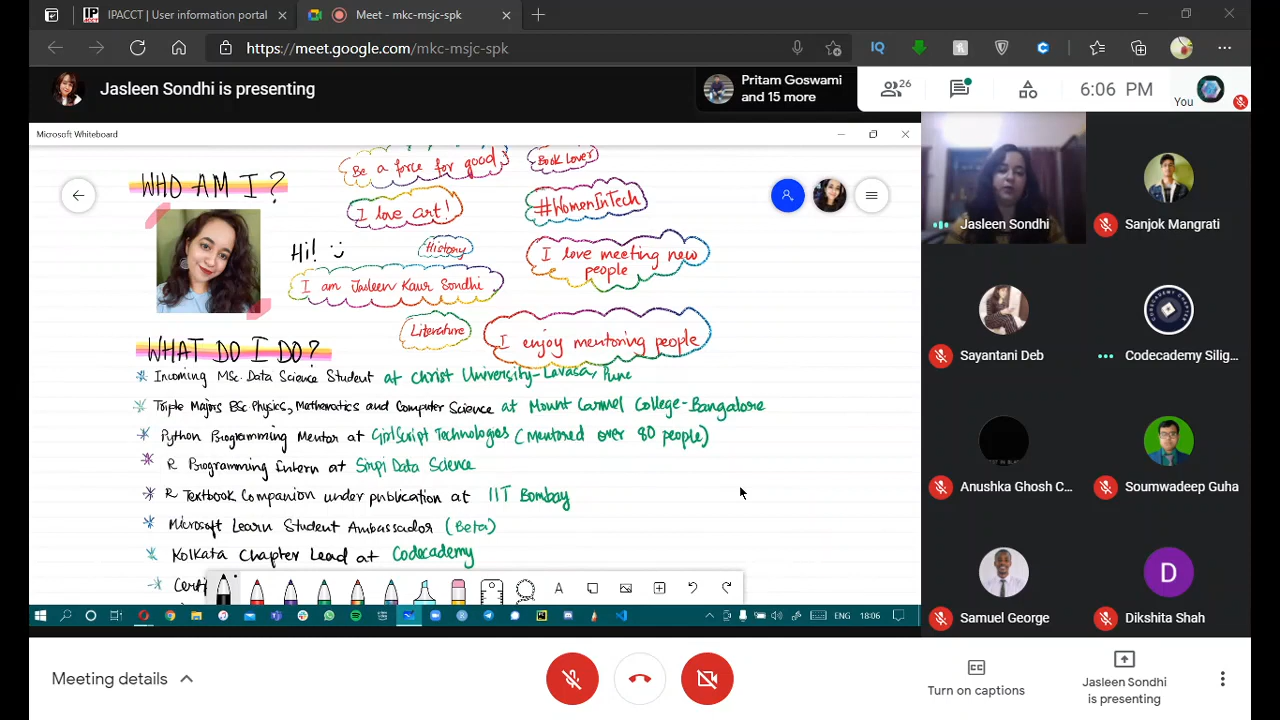 IPACCT | User information portal
Meet - mkc-msjc-spk
https://meet.google.com/mkc-msjc-spk
Jasleen Sondhi is presenting
Pritam Goswami
and 15 more
26
6:06 PM
You
Microsoft Whiteboard
WHO AM I?
Be a force for good
Book Lover
I love art!
#WomenInTech
Hi! :)
History
I love meeting new
people
I am Jasleen Kaur Sondhi
Literature
I enjoy mentoring people
WHAT DO I DO?
Incoming MSc. Data Science Student at Christ University-Lavasa, Pune
Triple Majors BSc. Physics, Mathematics and Computer Science at Mount Carmel College-Bangalore
Python Programming Mentor at GirlScript Technologies (Mentored over 80 people)
R Programming Intern at Sirpi Data Science
R Textbook Companion under publication at IIT Bombay
Microsoft Learn Student Ambassador (Beta)
Kolkata Chapter Lead at Codecademy
ENG 18:06
Jasleen Sondhi
Sanjok Mangrati
Sayantani Deb
Codecademy Silig...
Anushka Ghosh C...
Soumwadeep Guha
Samuel George
D
Dikshita Shah
Meeting details
Turn on captions
Jasleen Sondhi
is presenting